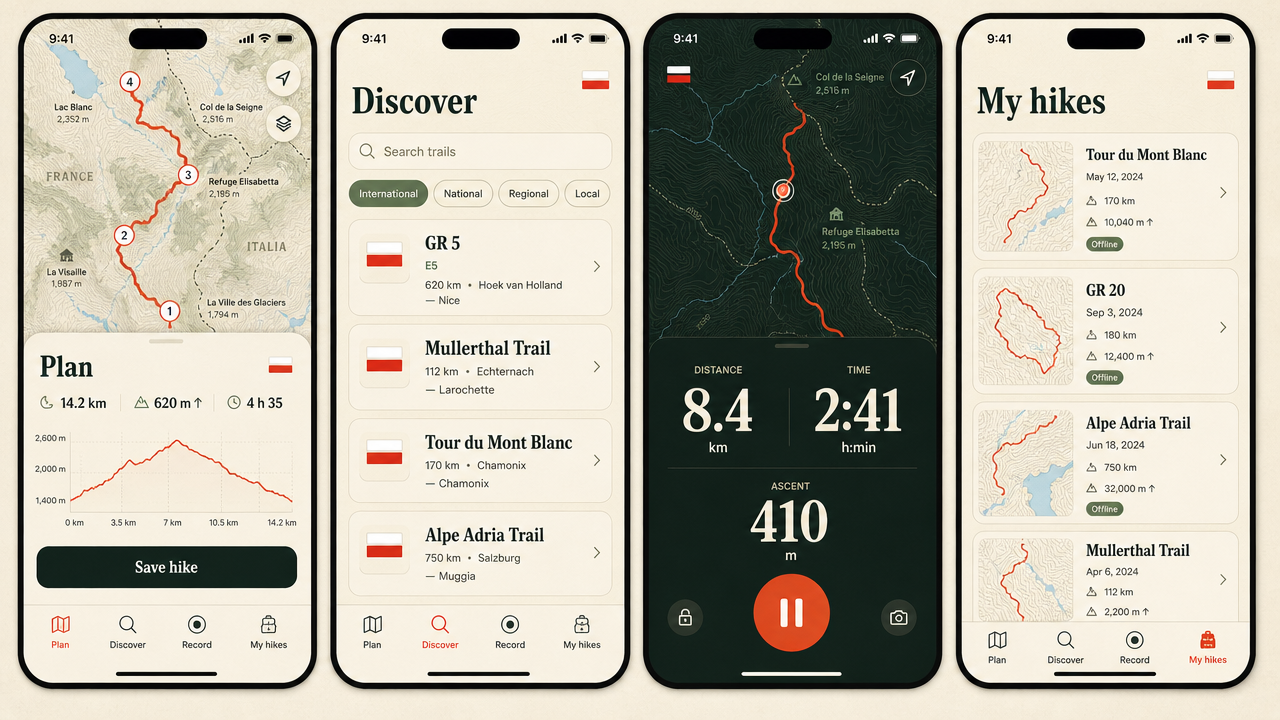 9:41
4
Lac Blanc
2,352 m
Col de la Seigne
2,516 m
FRANCE
3
Refuge Elisabetta
2,195 m
2
ITALIA
La Visaille
1,987 m
1
La Ville des Glaciers
1,794 m
Plan
14.2 km
620 m ↑
4 h 35
2,600 m
2,000 m
1,400 m
0 km
3.5 km
7 km
10.5 km
14.2 km
Save hike
Plan
Discover
Record
My hikes
9:41
Discover
Search trails
International
National
Regional
Local
GR 5
E5
620 km • Hoek van Holland
— Nice
Mullerthal Trail
112 km • Echternach
— Larochette
Tour du Mont Blanc
170 km • Chamonix
— Chamonix
Alpe Adria Trail
750 km • Salzburg
— Muggia
Plan
Discover
Record
My hikes
9:41
Col de la Seigne
2,516 m
Refuge Elisabetta
2,195 m
DISTANCE
8.4
km
TIME
2:41
h:min
ASCENT
410
m
9:41
My hikes
Tour du Mont Blanc
May 12, 2024
170 km
10,040 m ↑
Offline
GR 20
Sep 3, 2024
180 km
12,400 m ↑
Offline
Alpe Adria Trail
Jun 18, 2024
750 km
32,000 m ↑
Offline
Mullerthal Trail
Apr 6, 2024
112 km
2,200 m ↑
Plan
Discover
Record
My hikes